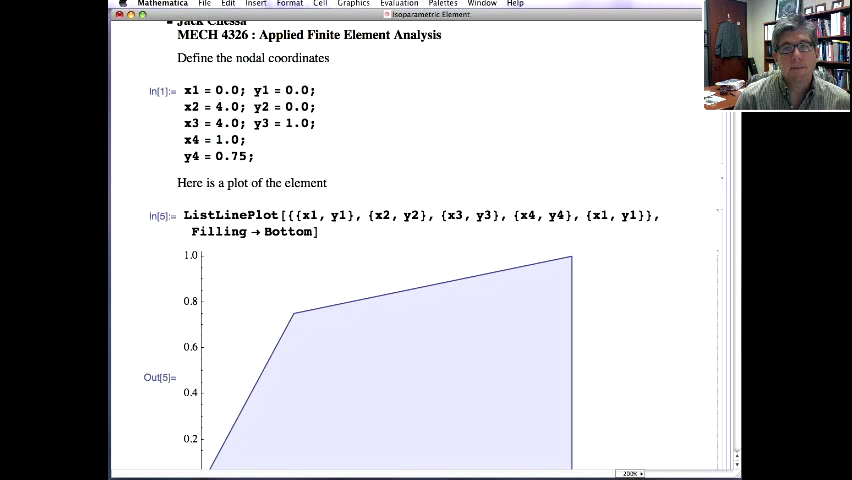 Mathematica File Edit Insert Format Cell Graphics Evaluation Palettes Window Help
Isoparametric Element
Jack Chessa
MECH 4326 : Applied Finite Element Analysis
Define the nodal coordinates
In[1]:= x1 = 0.0; y1 = 0.0;
x2 = 4.0; y2 = 0.0;
x3 = 4.0; y3 = 1.0;
x4 = 1.0;
y4 = 0.75;
Here is a plot of the element
In[5]:= ListLinePlot[{{x1, y1}, {x2, y2}, {x3, y3}, {x4, y4}, {x1, y1}},
Filling → Bottom]
1.0
0.8
0.6
Out[5]=
0.4
0.2
200%